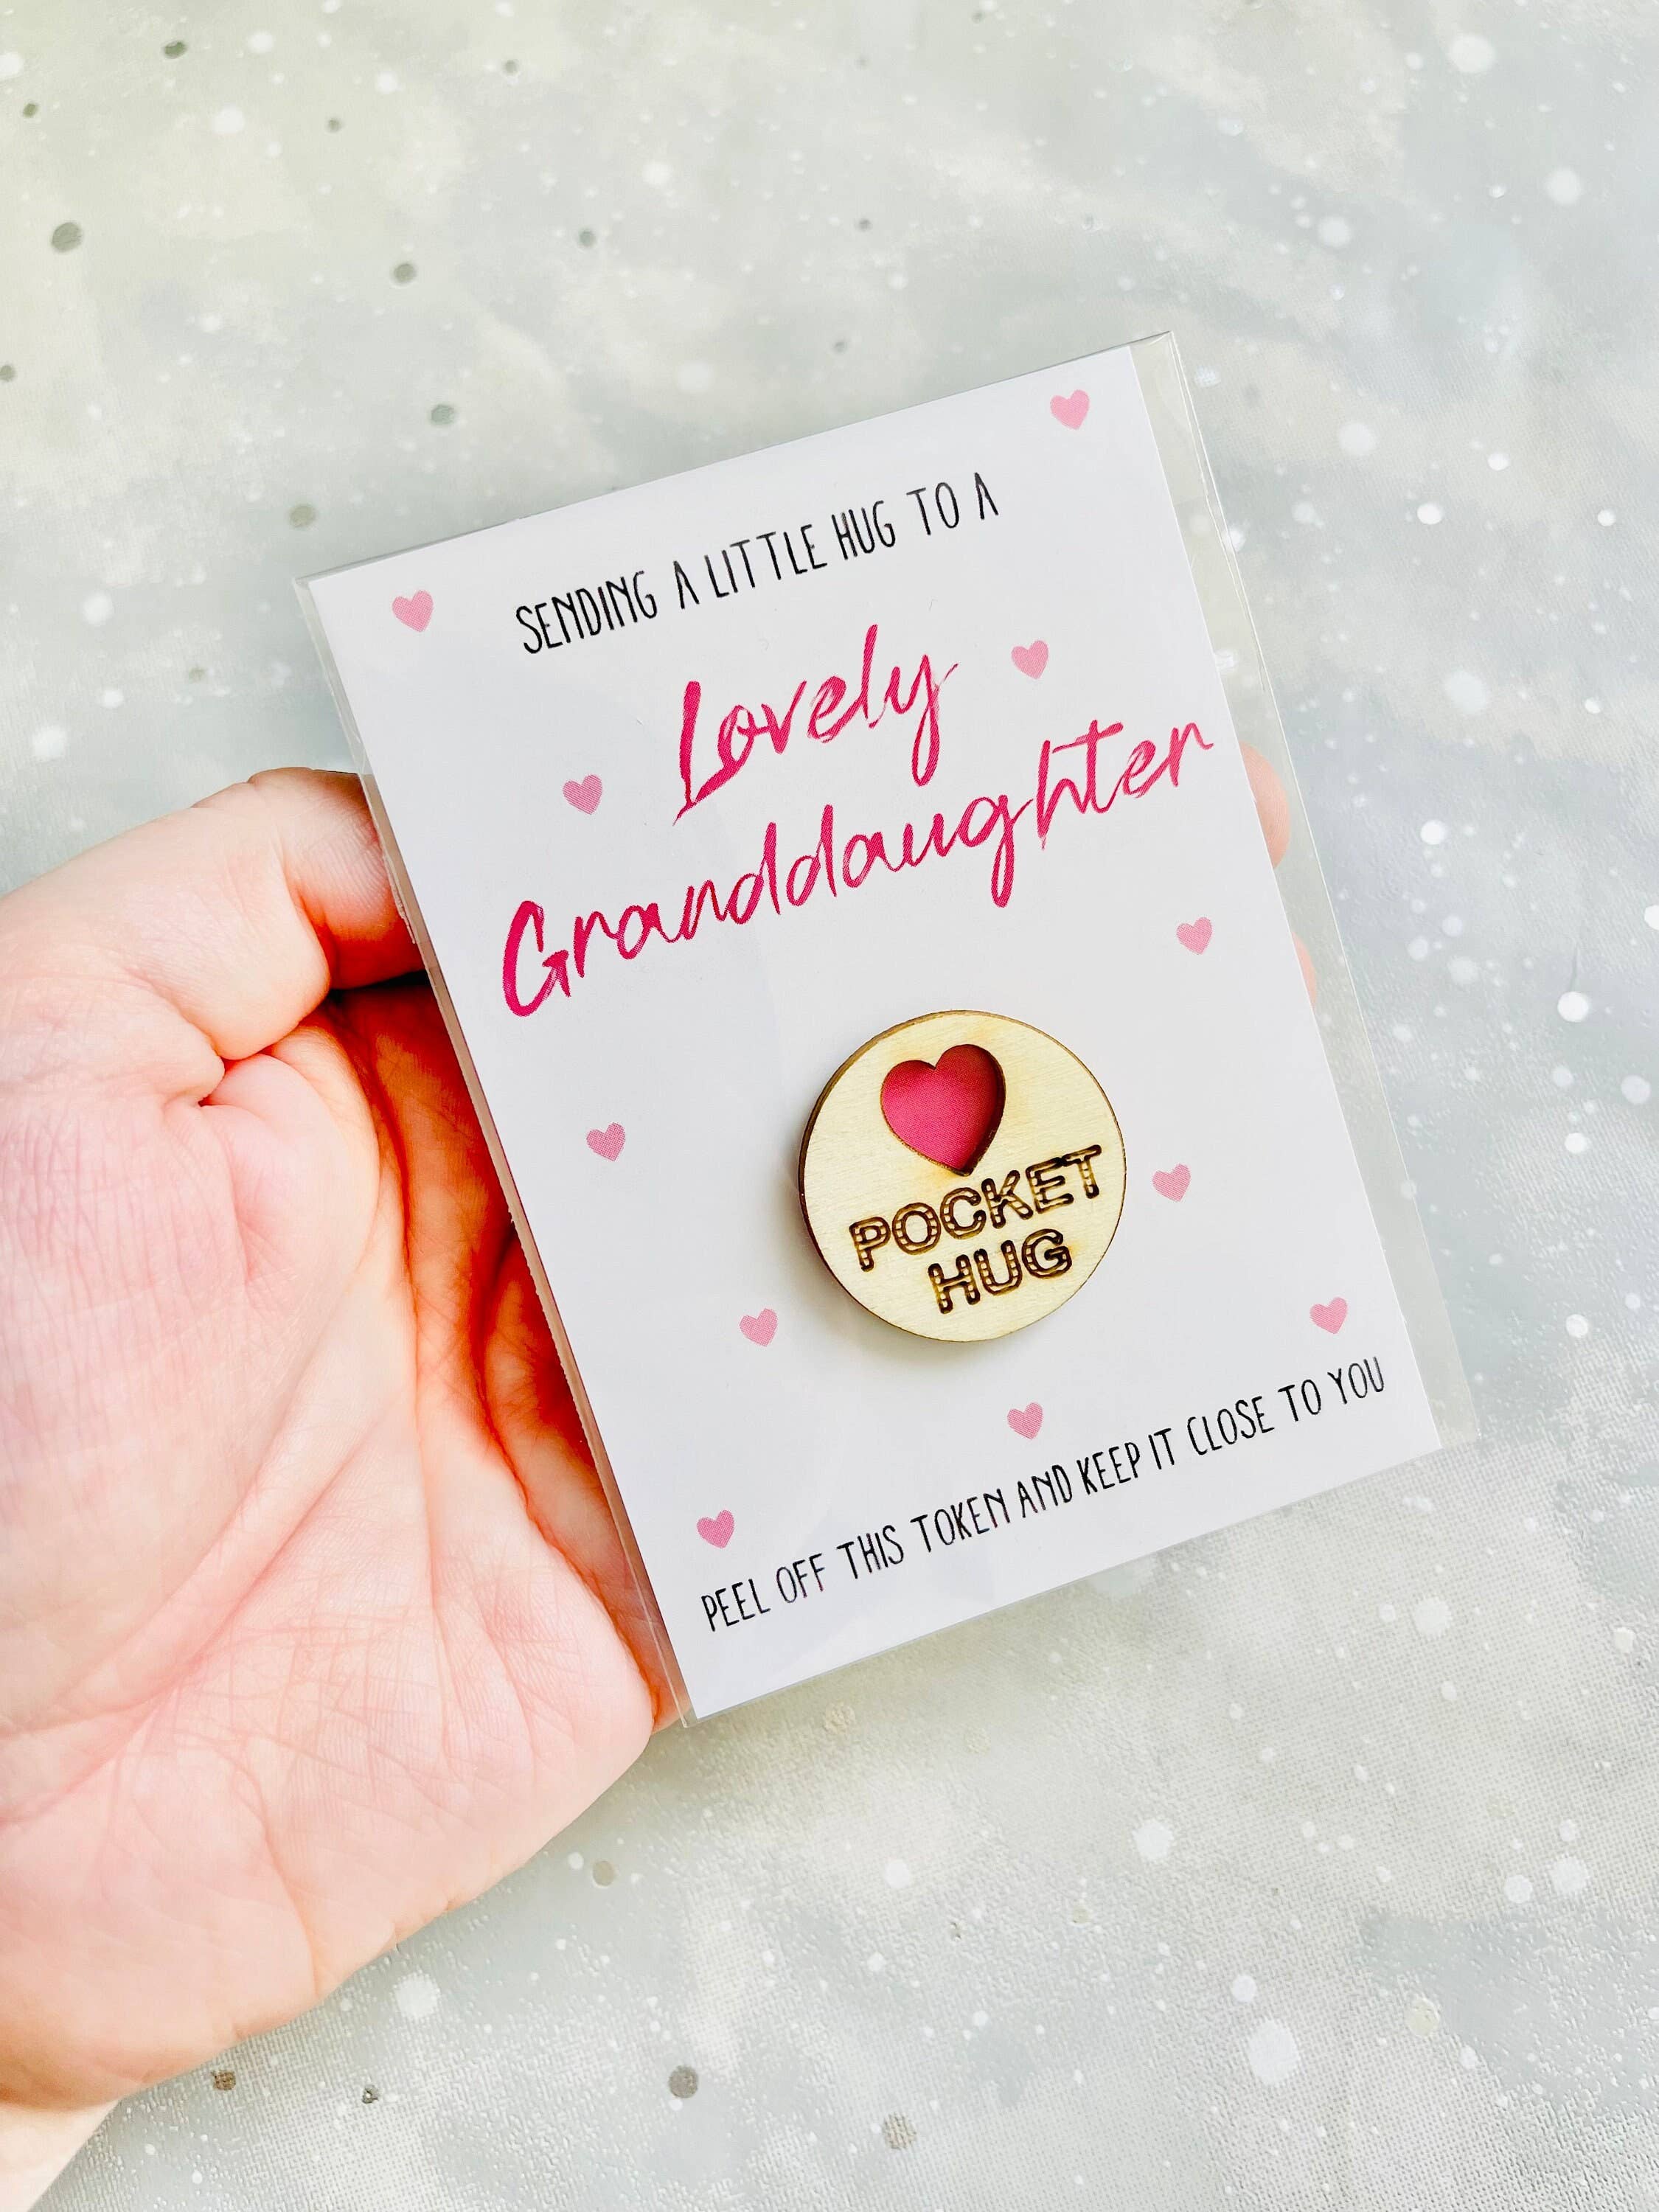 SENDING A LITTLE HUG TO A
Lovely
Granddaughter
POCKET
HUG
PEEL OFF THIS TOKEN AND KEEP IT CLOSE TO YOU